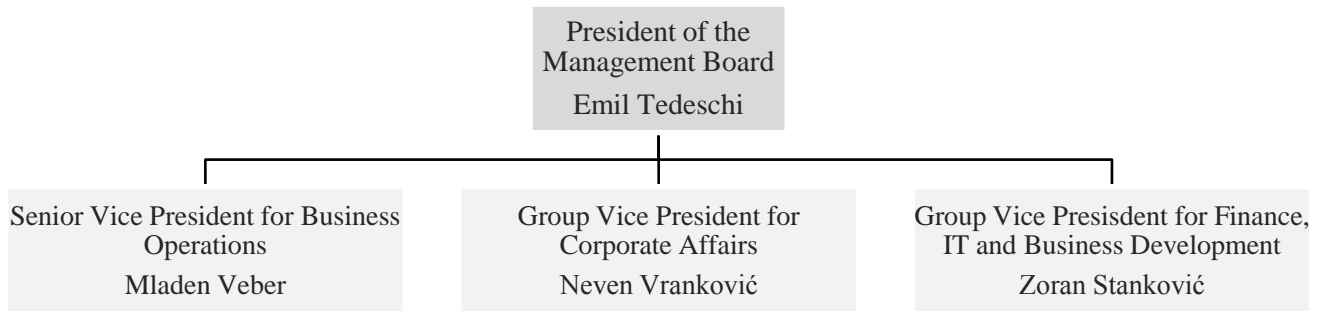 President of the
Management Board
Emil Tedeschi
Senior Vice President for Business
Operations
Mladen Veber
Group Vice President for
Corporate Affairs
Neven Vranković
Group Vice Presisdent for Finance,
IT and Business Development
Zoran Stanković